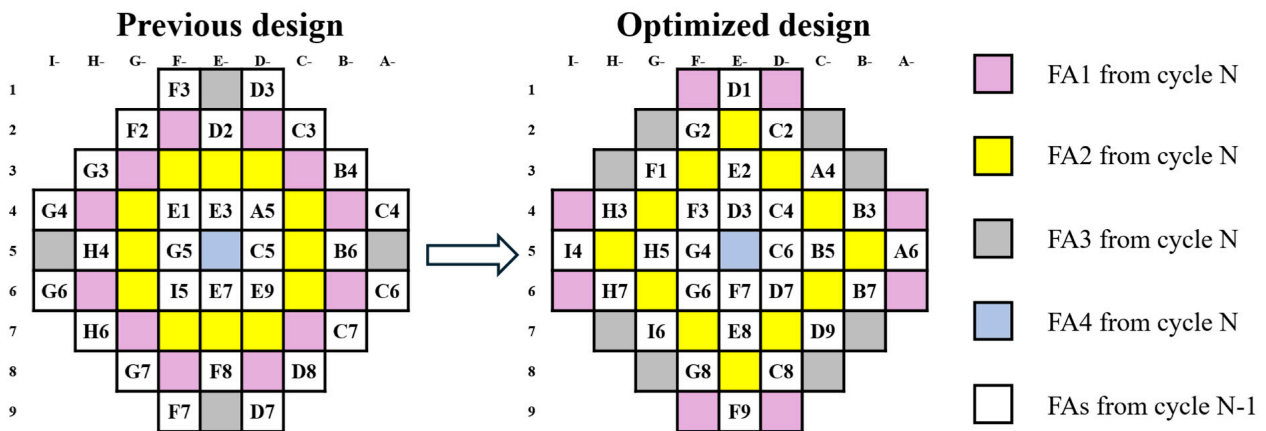 Previous design
Optimized design
I- H- G- F- E- D- C- B- A-
I- H- G- F- E- D- C- B- A-
1 F3 D3
1 D1
FA1 from cycle N
2 F2 D2 C3
2 G2 C2
3 G3 B4
3 F1 E2 A4
FA2 from cycle N
4 G4 E1 E3 A5 C4
4 H3 F3 D3 C4 B3
FA3 from cycle N
5 H4 G5 C5 B6
5 I4 H5 G4 C6 B5 A6
6 G6 I5 E7 E9 C6
6 H7 G6 F7 D7 B7
FA4 from cycle N
7 H6 C7
7 I6 E8 D9
8 G7 F8 D8
8 G8 C8
FAs from cycle N-1
9 F7 D7
9 F9